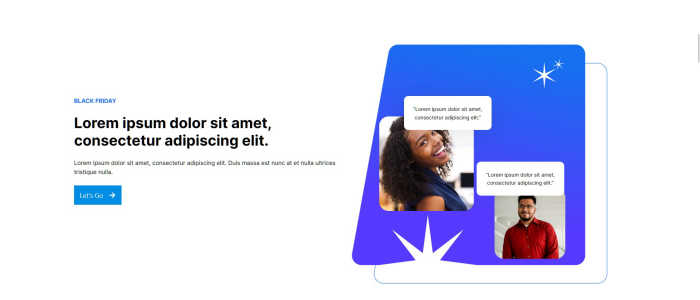 BLACK FRIDAY
Lorem ipsum dolor sit amet,
consectetur adipiscing elit.
Lorem ipsum dolor sit amet, consectetur adipiscing elit. Duis massa est nunc at et nulla ultrices
tristique nulla.
Let's Go
"Lorem ipsum dolor sit amet,
consectetur adipiscing elit."
"Lorem ipsum dolor sit amet,
consectetur adipiscing elit."